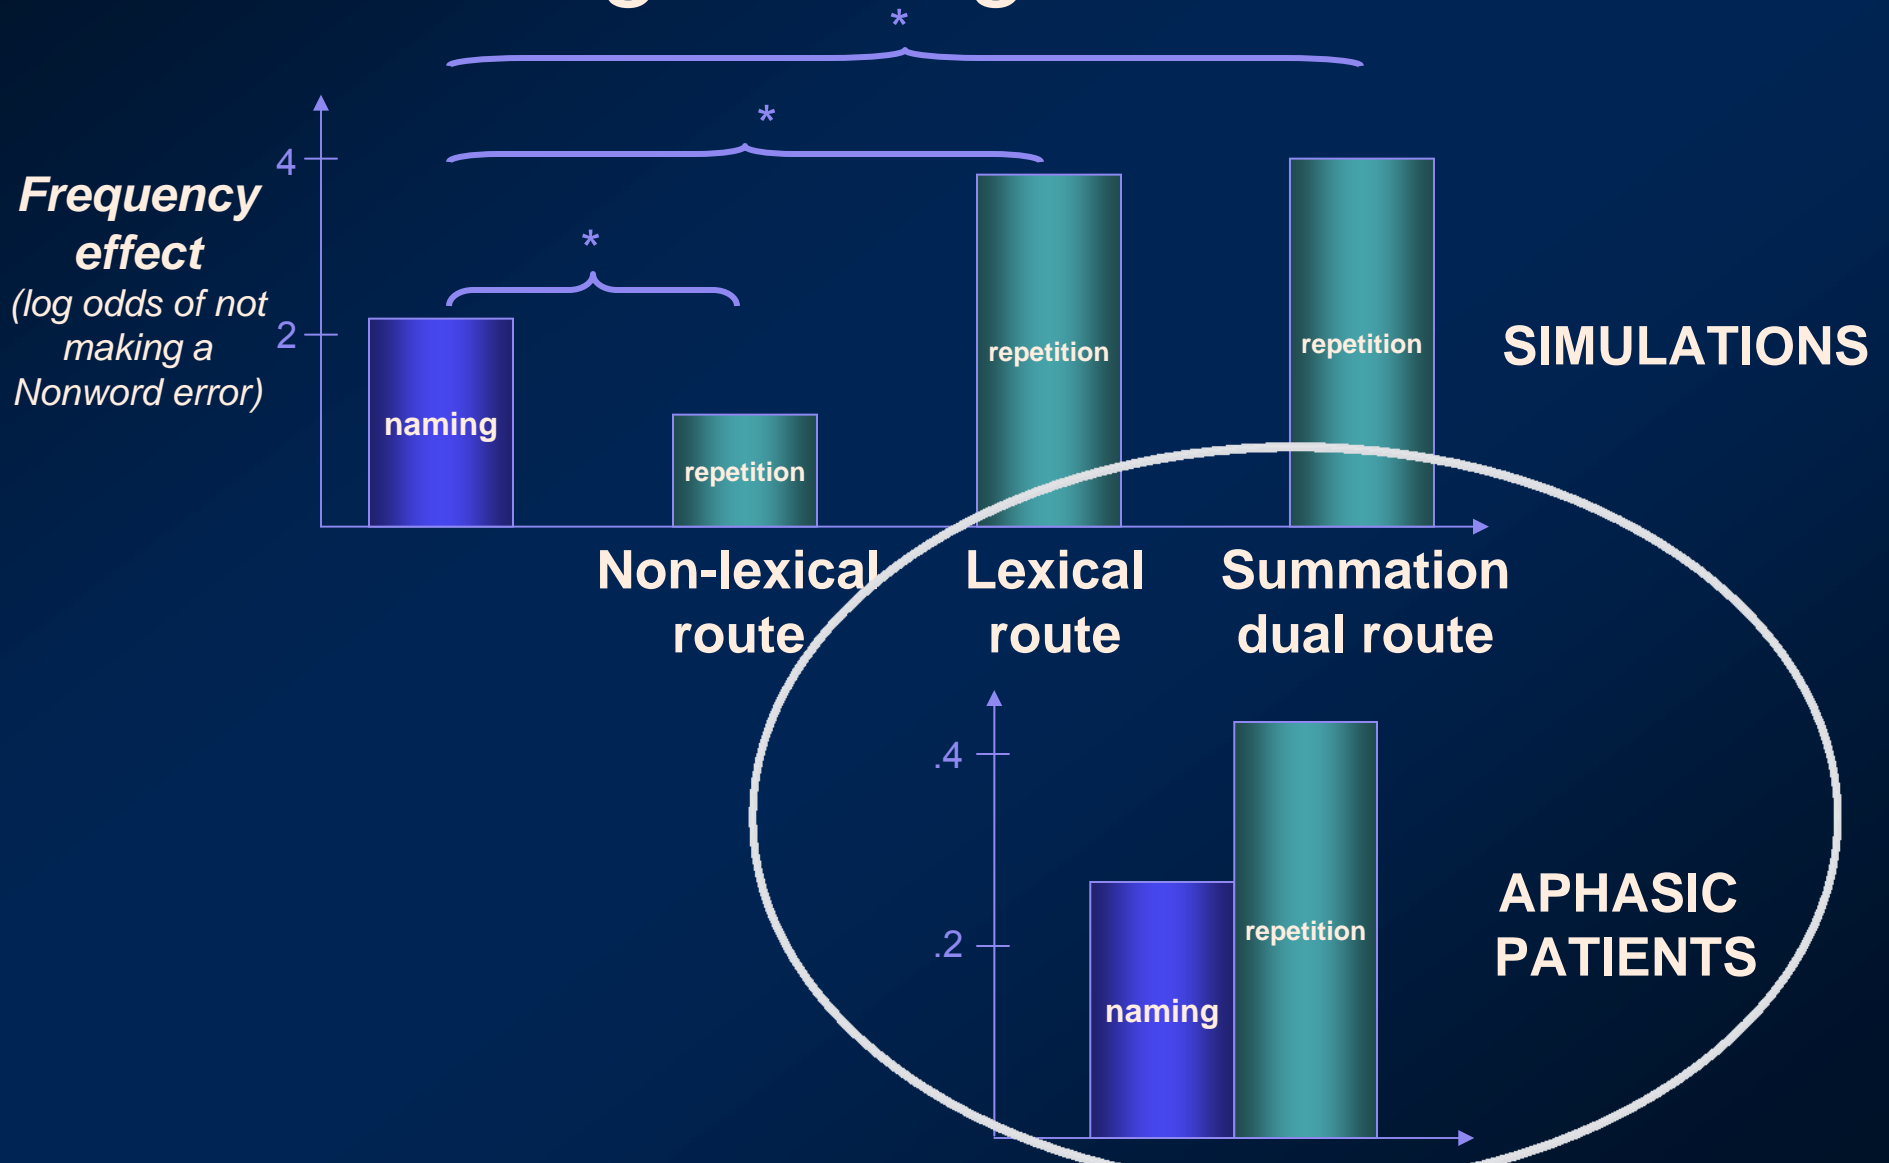 *
*
*
4
2
Frequency
effect
(log odds of not
making a
Nonword error)
naming
repetition
repetition
repetition
SIMULATIONS
Non-lexical
route
Lexical
route
Summation
dual route
.4
.2
naming
repetition
APHASIC
PATIENTS